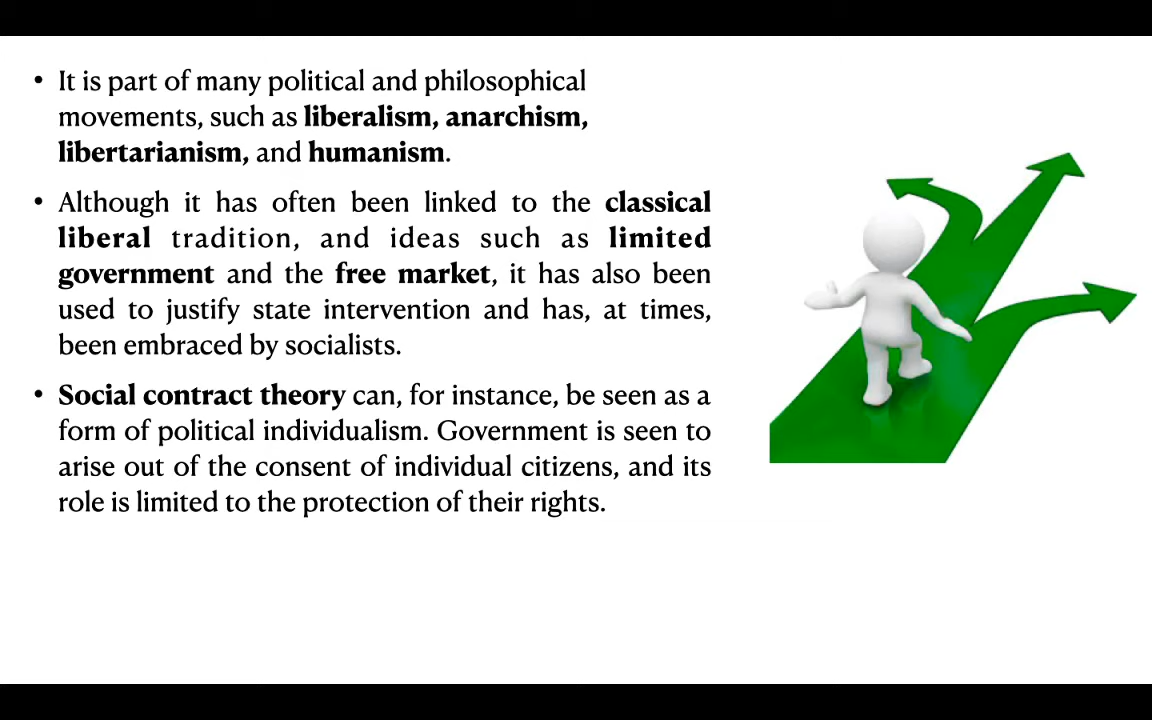 • It is part of many political and philosophical
movements, such as liberalism, anarchism,
libertarianism, and humanism.
• Although it has often been linked to the classical
liberal tradition, and ideas such as limited
government and the free market, it has also been
used to justify state intervention and has, at times,
been embraced by socialists.
• Social contract theory can, for instance, be seen as a
form of political individualism. Government is seen to
arise out of the consent of individual citizens, and its
role is limited to the protection of their rights.